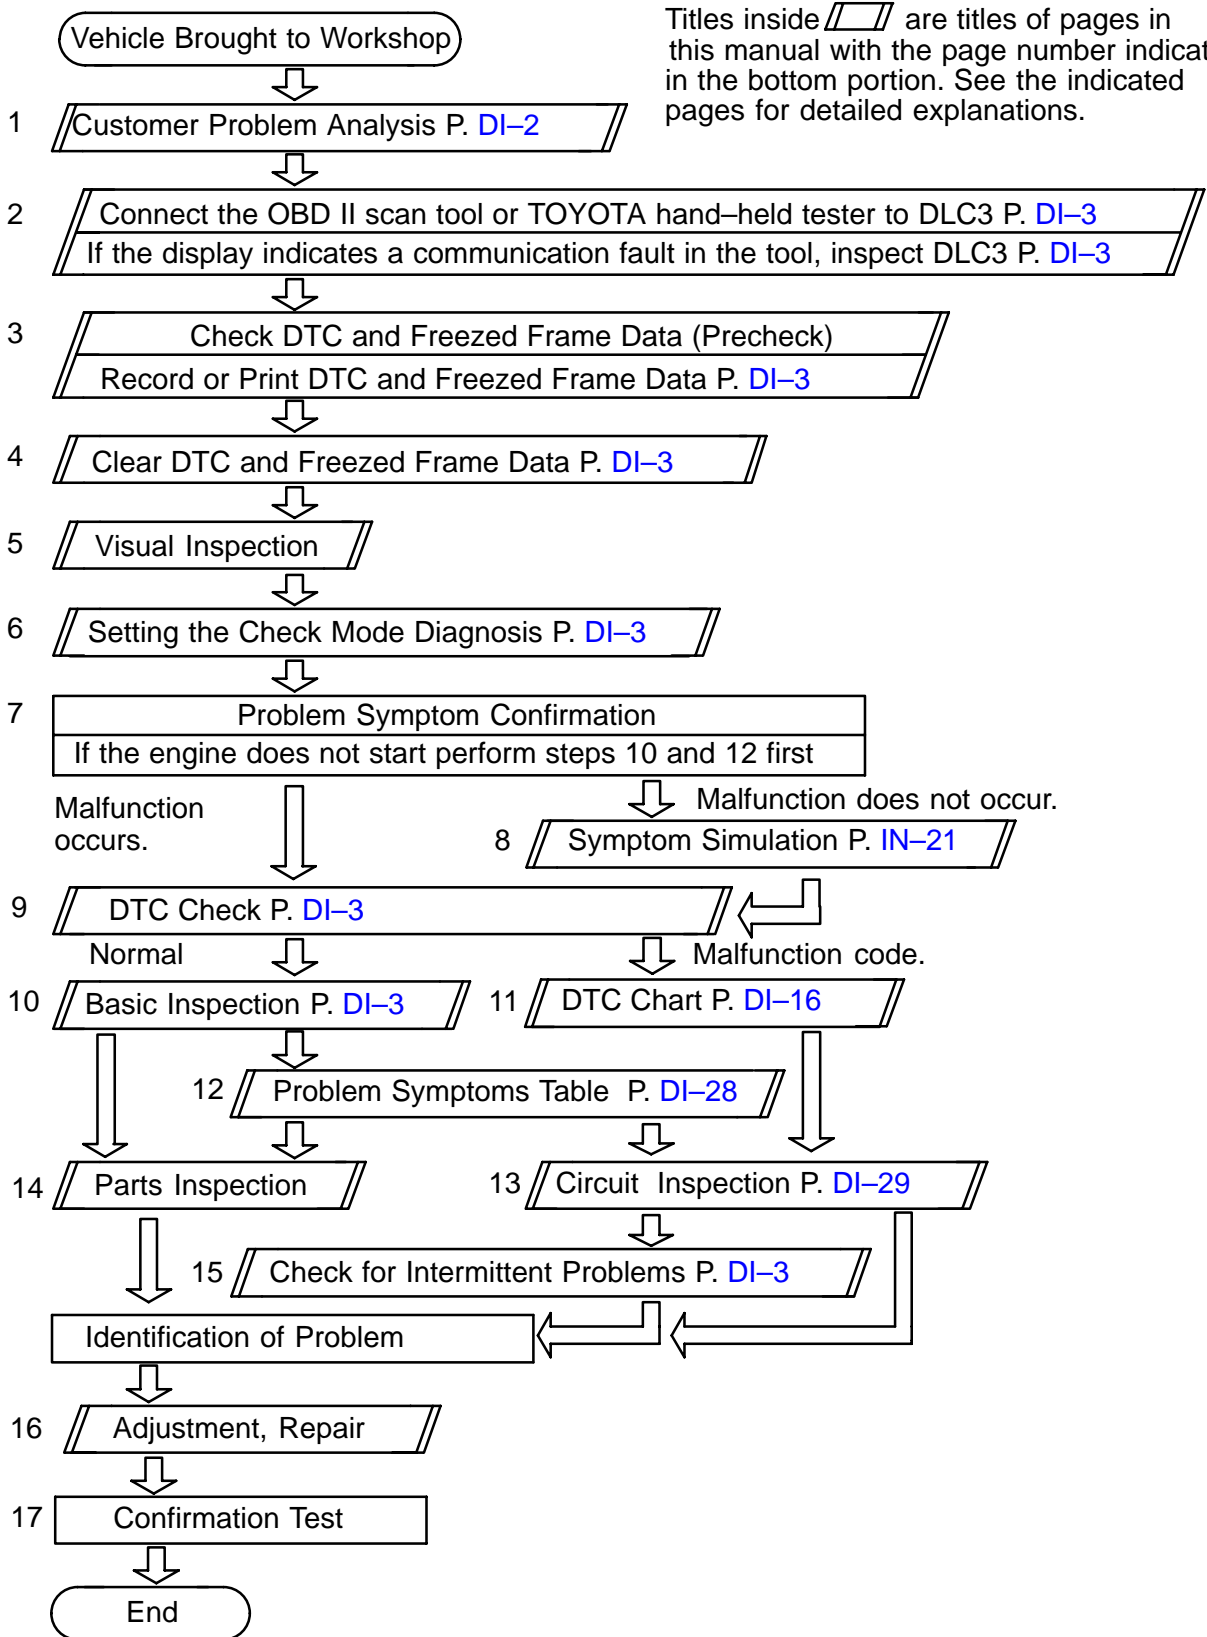 Vehicle Brought to Workshop
Titles inside are titles of pages in
this manual with the page number indicat
in the bottom portion. See the indicated
pages for detailed explanations.
1 Customer Problem Analysis P. DI–2
2 Connect the OBD II scan tool or TOYOTA hand–held tester to DLC3 P. DI–3
If the display indicates a communication fault in the tool, inspect DLC3 P. DI–3
3 Check DTC and Freezed Frame Data (Precheck)
Record or Print DTC and Freezed Frame Data P. DI–3
4 Clear DTC and Freezed Frame Data P. DI–3
5 Visual Inspection
6 Setting the Check Mode Diagnosis P. DI–3
7 Problem Symptom Confirmation
If the engine does not start perform steps 10 and 12 first
Malfunction
occurs.
Malfunction does not occur.
8 Symptom Simulation P. IN–21
9 DTC Check P. DI–3
Normal
Malfunction code.
10 Basic Inspection P. DI–3
11 DTC Chart P. DI–16
12 Problem Symptoms Table P. DI–28
14 Parts Inspection
13 Circuit Inspection P. DI–29
15 Check for Intermittent Problems P. DI–3
Identification of Problem
16 Adjustment, Repair
17 Confirmation Test
End